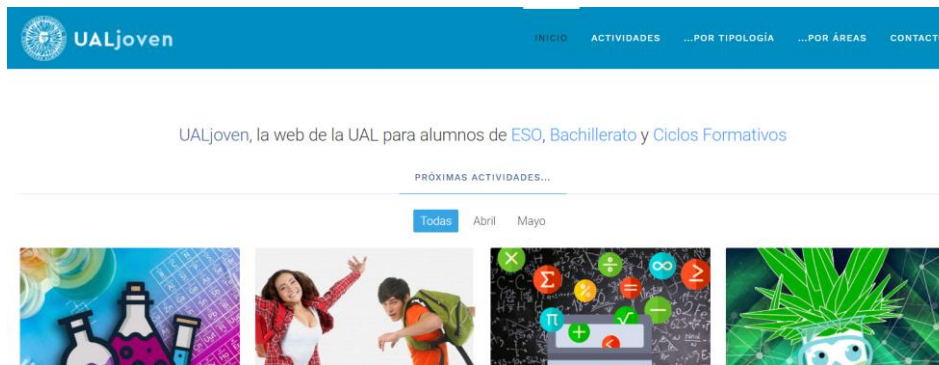 UALjoven
INICIO ACTIVIDADES ...POR TIPOLOGÍA ...POR ÁREAS CONTACT
UALjoven, la web de la UAL para alumnos de ESO, Bachillerato y Ciclos Formativos
PRÓXIMAS ACTIVIDADES...
Todas Abril Mayo